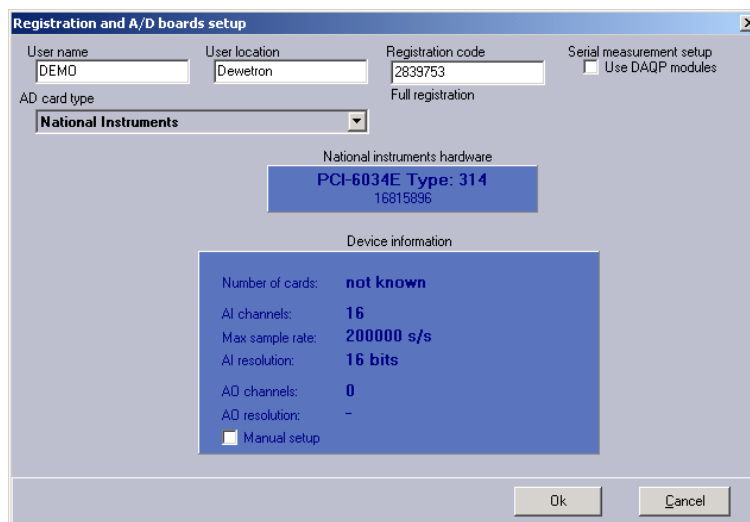 Registration and A/D boards setup
User name
User location
Registration code
Serial measurement setup
DEMO
Dewetron
2839753
Use DAQP modules
AD card type
Full registration
National Instruments
National instruments hardware
PCI-6034E Type: 314
16815896
Device information
Number of cards: not known
AI channels: 16
Max sample rate: 200000 s/s
AI resolution: 16 bits
AO channels: 0
AO resolution: -
Manual setup
Ok
Cancel